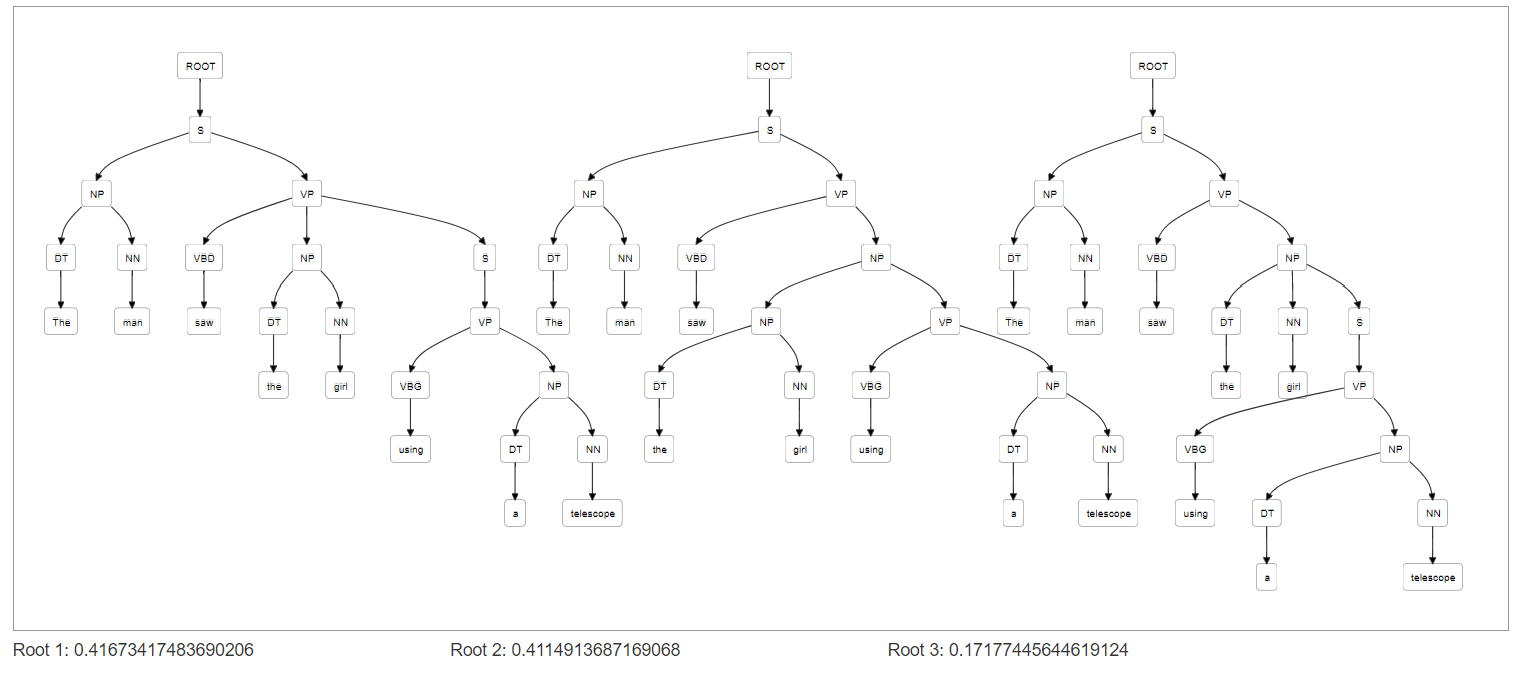 ROOT ROOT ROOT
S S S
NP VP NP VP NP VP
DT NN VBD NP S DT NN VBD NP DT NN VBD NP
The man saw DT NN VP The man saw NP VP The man saw DT NN S
the girl VBG NP DT NN VBG NP the girl VP
using DT NN the girl using DT NN VBG NP
a telescope a telescope using DT NN
a telescope
Root 1: 0.41673417483690206 Root 2: 0.4114913687169068 Root 3: 0.17177445644619124